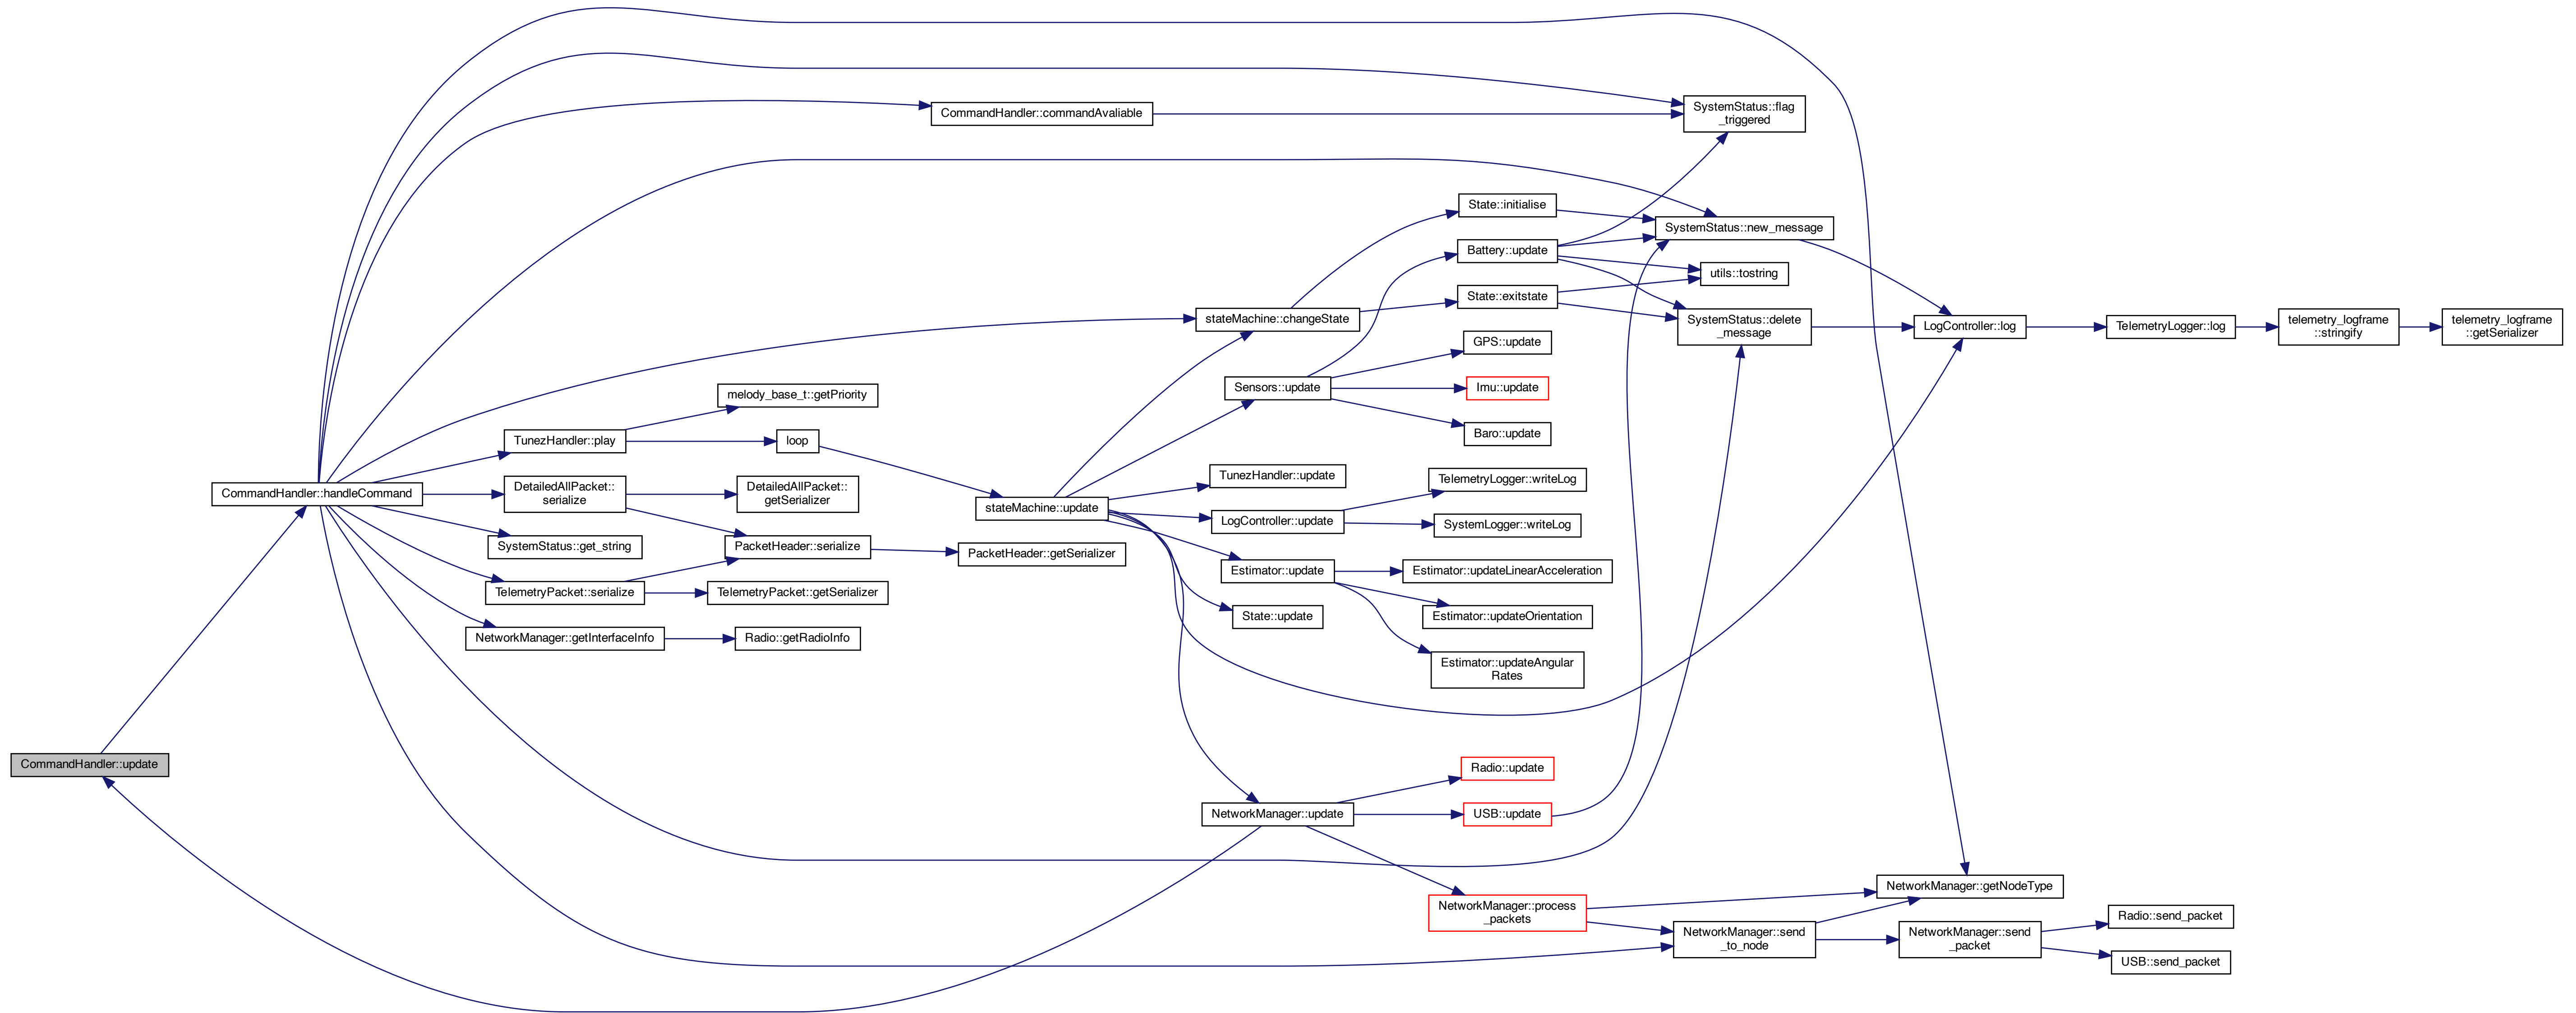 CommandHandler::update
CommandHandler::handleCommand
CommandHandler::commandAvaliable
SystemStatus::flag
_triggered
SystemStatus::new_message
LogController::log
TelemetryLogger::log
telemetry_logframe
::stringify
telemetry_logframe
::getSerializer
SystemStatus::delete
_message
stateMachine::changeState
State::initialise
State::exitstate
utils::tostring
TunezHandler::play
melody_base_t::getPriority
loop
stateMachine::update
Sensors::update
Battery::update
GPS::update
Imu::update
Baro::update
TunezHandler::update
LogController::update
TelemetryLogger::writeLog
SystemLogger::writeLog
Estimator::update
Estimator::updateLinearAcceleration
Estimator::updateOrientation
Estimator::updateAngular
Rates
State::update
NetworkManager::update
Radio::update
USB::update
NetworkManager::process
_packets
NetworkManager::getNodeType
NetworkManager::send
_to_node
NetworkManager::send
_packet
Radio::send_packet
USB::send_packet
DetailedAllPacket::
serialize
DetailedAllPacket::
getSerializer
PacketHeader::serialize
PacketHeader::getSerializer
SystemStatus::get_string
TelemetryPacket::serialize
TelemetryPacket::getSerializer
NetworkManager::getInterfaceInfo
Radio::getRadioInfo